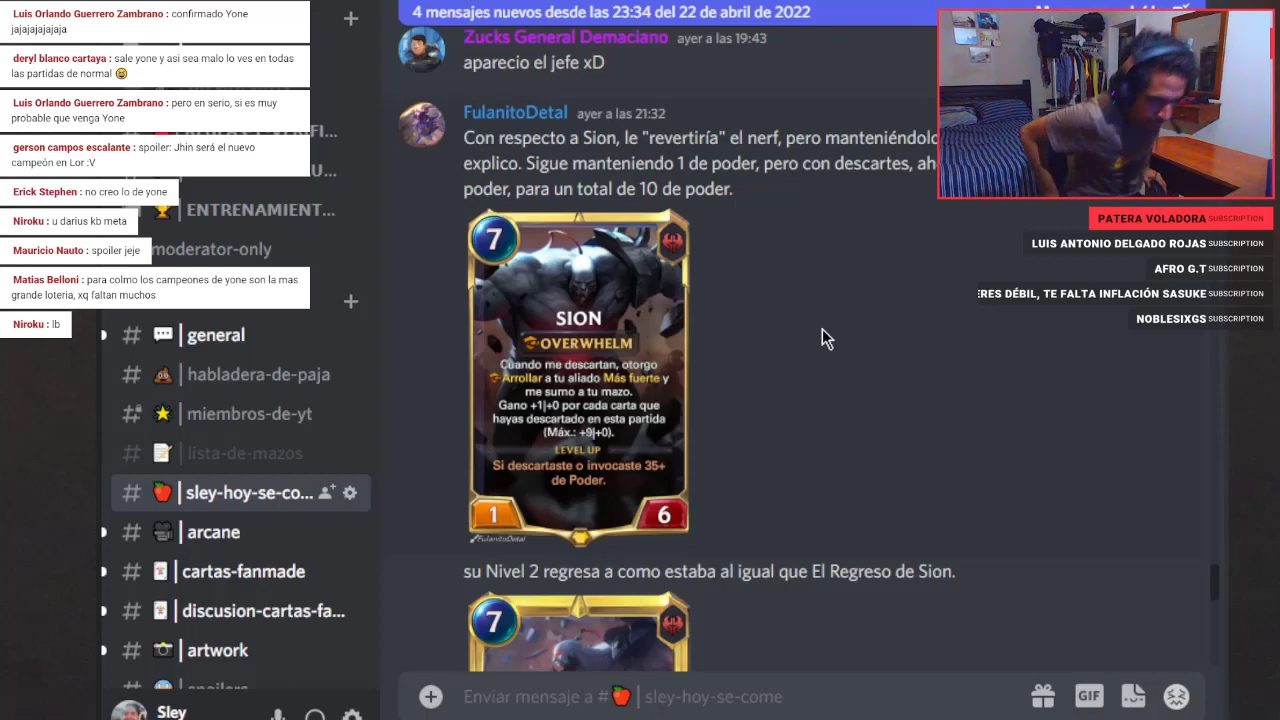 Luis Orlando Guerrero Zambrano : confirmado Yone
jajajajajaja
deryl blanco cartaya : sale yone y asi sea malo lo ves en todas
las partidas de normal 😄
Luis Orlando Guerrero Zambrano : pero en serio, si es muy
probable que venga Yone
gerson campos escalante : spoiler: Jhin será el nuevo
campeón en Lor :V
Erick Stephen : no creo lo de yone
Niroku : u darius kb meta
Mauricio Nauto : spoiler jeje
Matias Belloni : para colmo los campeones de yone son la mas
grande loteria, xq faltan muchos
Niroku : lb
ENTRENAMIENT...
moderator-only
general
habladera-de-paja
miembros-de-yt
lista-de-mazos
sley-hoy-se-co...
arcane
cartas-fanmade
discusion-cartas-fa...
artwork
Sley
4 mensajes nuevos desde las 23:34 del 22 de abril de 2022
Zucks General Demaciano ayer a las 19:43
aparecio el jefe xD
FulanitoDetal ayer a las 21:32
Con respecto a Sion, le "revertiría" el nerf, pero manteniéndolo
explico. Sigue manteniendo 1 de poder, pero con descartes, ah
poder, para un total de 10 de poder.
7
SION
OVERWHELM
Cuando me descartan, otorgo
Arrollar a tu aliado Más fuerte y
me sumo a tu mazo.
Gano +1|+0 por cada carta que
hayas descartado en esta partida
(Máx.: +9|+0).
LEVEL UP
Si descartaste o invocaste 35+
de Poder.
1
6
FulanitoDetal
su Nivel 2 regresa a como estaba al igual que El Regreso de Sion.
7
Enviar mensaje a # | sley-hoy-se-come
GIF
PATERA VOLADORA SUBSCRIPTION
LUIS ANTONIO DELGADO ROJAS SUBSCRIPTION
AFRO G.T SUBSCRIPTION
ERES DÉBIL, TE FALTA INFLACIÓN SASUKE SUBSCRIPTION
NOBLESIXGS SUBSCRIPTION